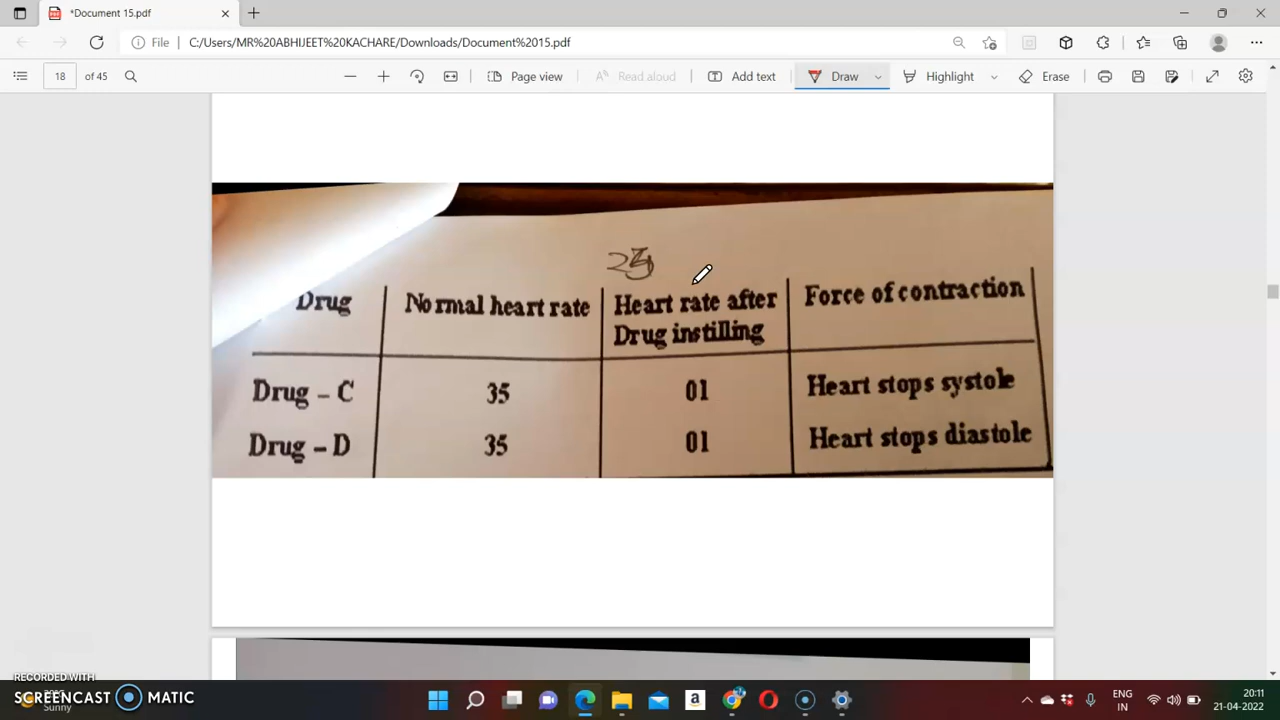 *Document 15.pdf
File
C:/Users/MR%20ABHIJEET%20KACHARE/Downloads/Document%2015.pdf
18 of 45
Page view
Read aloud
Add text
Draw
Highlight
Erase
Drug
Normal heart rate
Heart rate after
Drug instilling
Force of contraction
Drug – C 35 01 Heart stops systole
Drug – D 35 01 Heart stops diastole
RECORDED WITH
SCREENCAST MATIC
Sunny
ENG
IN
20:11
21-04-2022